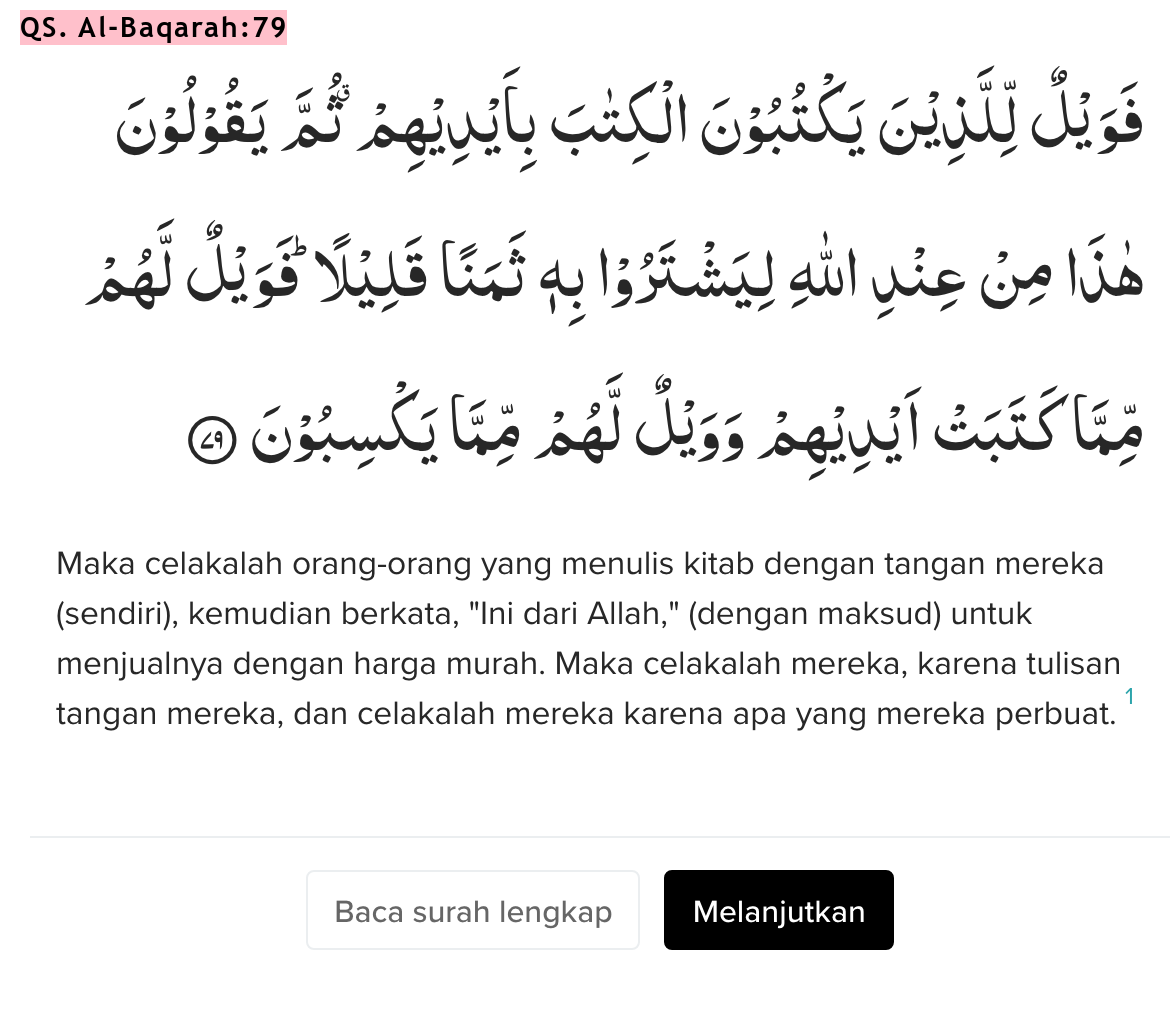 QS. Al-Baqarah:79
فَوَيْلٌ لِّلَّذِيْنَ يَكْتُبُوْنَ الْكِتٰبَ بِاَيْدِيْهِمْ ثُمَّ يَقُوْلُوْنَ
هٰذَا مِنْ عِنْدِ اللّٰهِ لِيَشْتَرُوْا بِهٖ ثَمَنًا قَلِيْلًا ۗفَوَيْلٌ لَّهُمْ
مِّمَّا كَتَبَتْ اَيْدِيْهِمْ وَوَيْلٌ لَّهُمْ مِّمَّا يَكْسِبُوْنَ ٧٩
Maka celakalah orang-orang yang menulis kitab dengan tangan mereka
(sendiri), kemudian berkata, "Ini dari Allah," (dengan maksud) untuk
menjualnya dengan harga murah. Maka celakalah mereka, karena tulisan
tangan mereka, dan celakalah mereka karena apa yang mereka perbuat. 1
Baca surah lengkap
Melanjutkan